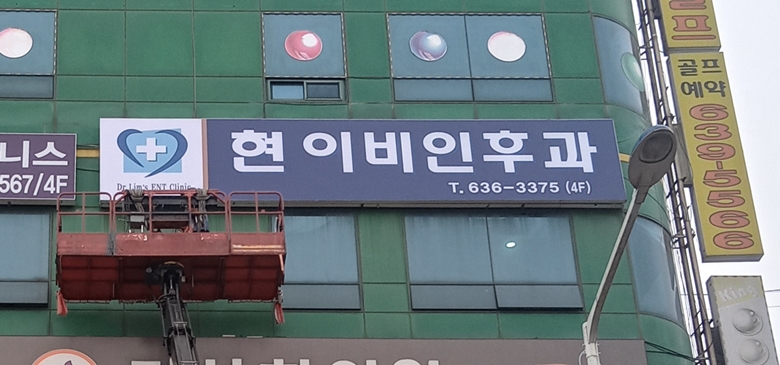 골프
골프
예약
639-5566
니스
567/4F
Dr Lim's ENT Clinic
현 이비인후과
T. 636-3375 (4F)
King